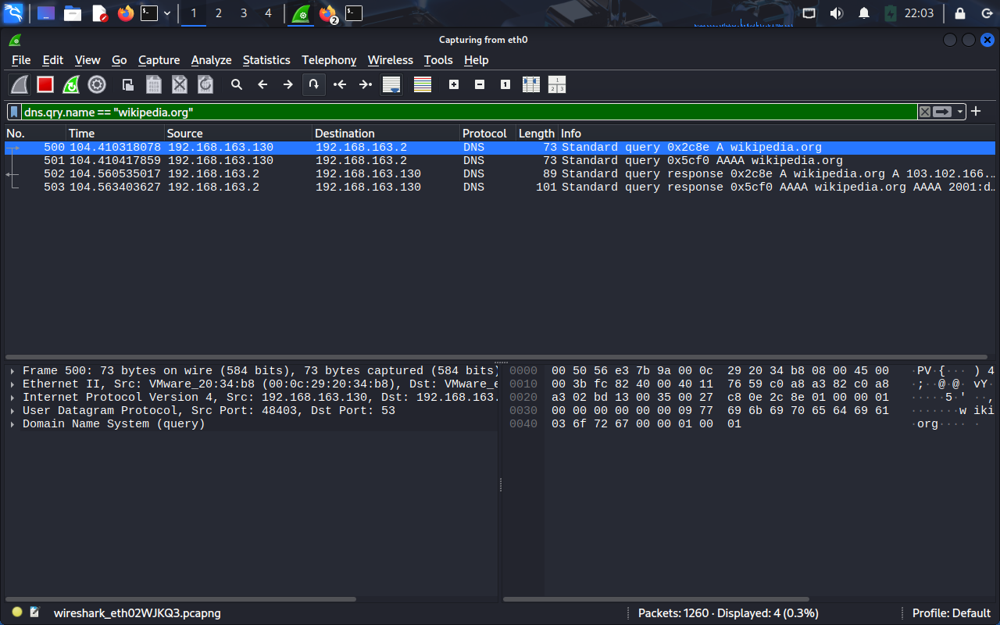 1 2 3 4 2 22:03
Capturing from eth0
File Edit View Go Capture Analyze Statistics Telephony Wireless Tools Help
dns.qry.name == "wikipedia.org"
No. Time Source Destination Protocol Length Info
500 104.410318078 192.168.163.130 192.168.163.2 DNS 73 Standard query 0x2c8e A wikipedia.org
501 104.410417859 192.168.163.130 192.168.163.2 DNS 73 Standard query 0x5cf0 AAAA wikipedia.org
502 104.560535017 192.168.163.2 192.168.163.130 DNS 89 Standard query response 0x2c8e A wikipedia.org A 103.102.166...
503 104.563403627 192.168.163.2 192.168.163.130 DNS 101 Standard query response 0x5cf0 AAAA wikipedia.org AAAA 2001:d...
Frame 500: 73 bytes on wire (584 bits), 73 bytes captured (584 bits)
Ethernet II, Src: VMware_20:34:b8 (00:0c:29:20:34:b8), Dst: VMware_e
Internet Protocol Version 4, Src: 192.168.163.130, Dst: 192.168.163.
User Datagram Protocol, Src Port: 48403, Dst Port: 53
Domain Name System (query)
0000 00 50 56 e3 7b 9a 00 0c 29 20 34 b8 08 00 45 00 ·PV·{··· ) 4
0010 00 3b fc 82 40 00 40 11 76 59 c0 a8 a3 82 c0 a8 ·;··@·@· vY
0020 a3 02 bd 13 00 35 00 27 c8 0e 2c 8e 01 00 00 01 ·····5·' ··,
0030 00 00 00 00 00 00 09 77 69 6b 69 70 65 64 69 61 ·······w iki
0040 03 6f 72 67 00 00 01 00 01 ·org···· ·
wireshark_eth02WJKQ3.pcapng Packets: 1260 · Displayed: 4 (0.3%) Profile: Default